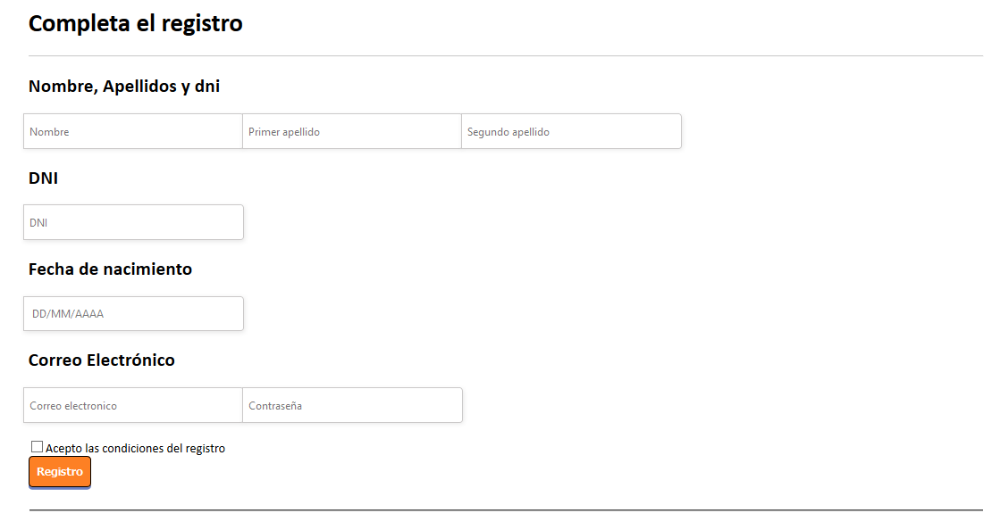 Completa el registro
Nombre, Apellidos y dni
Nombre Primer apellido Segundo apellido
DNI
DNI
Fecha de nacimiento
DD/MM/AAAA
Correo Electrónico
Correo electronico Contraseña
Acepto las condiciones del registro
Registro